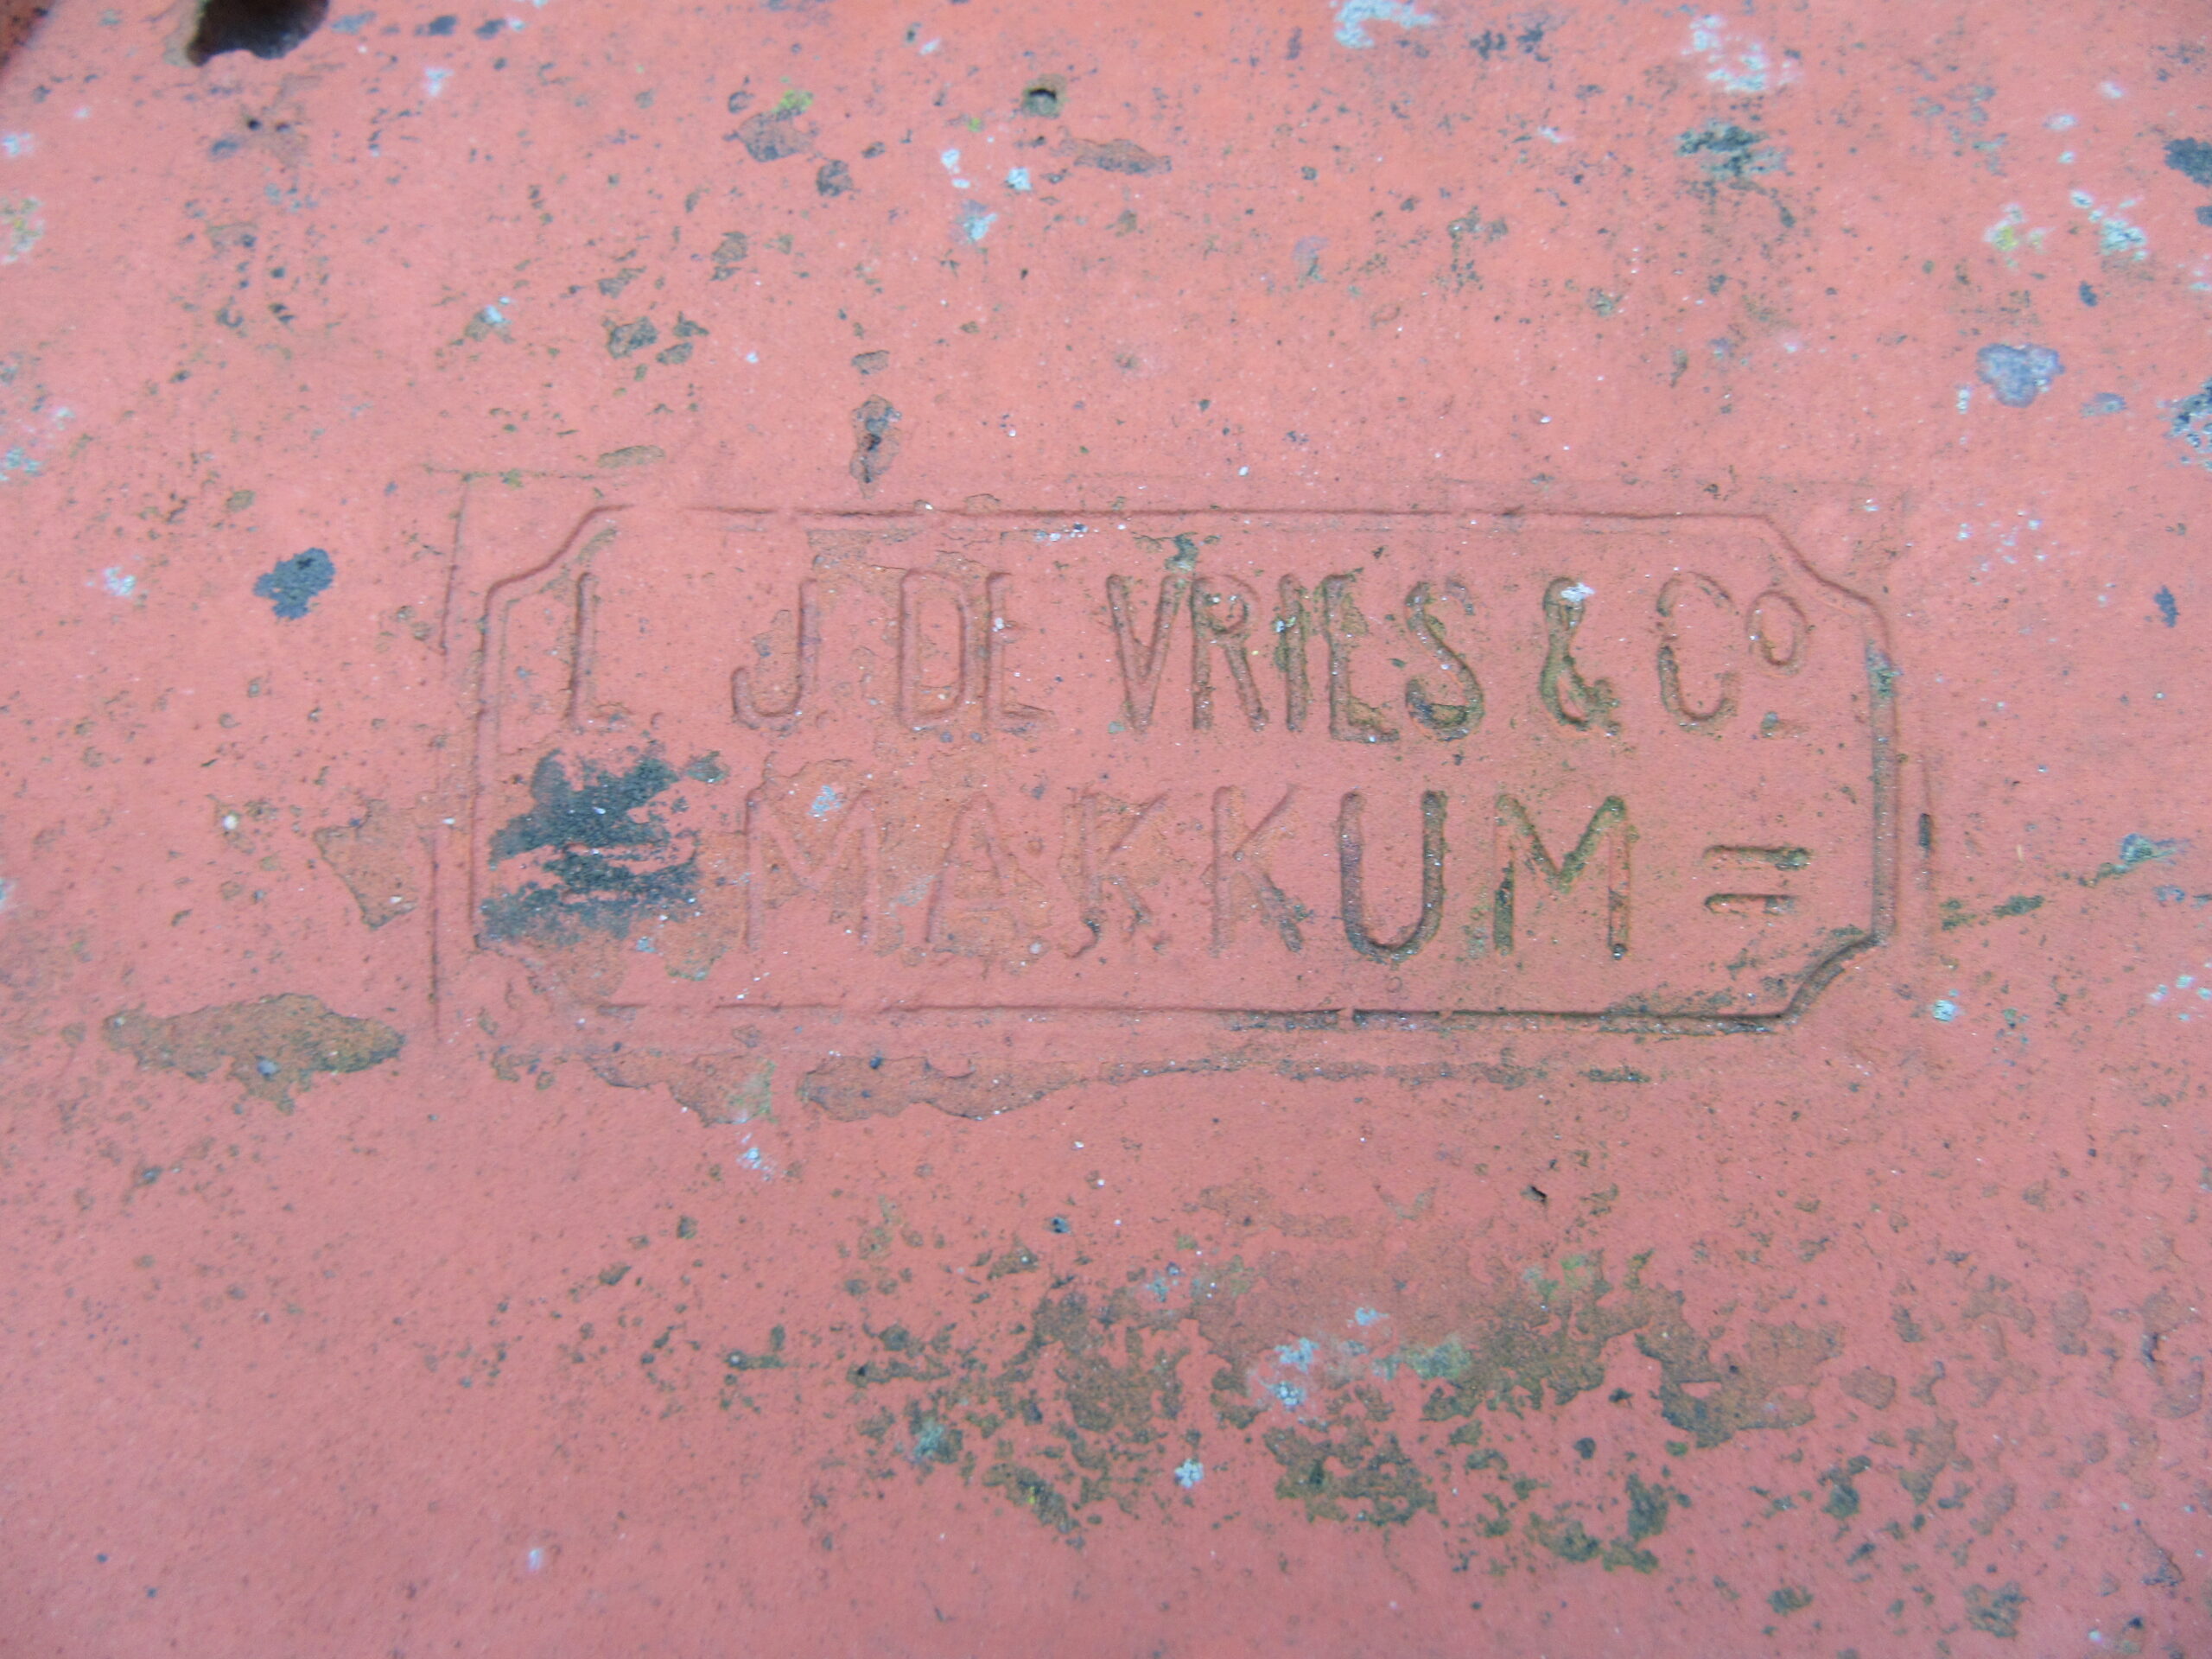 L J DE VRIES & Co
= MAKKUM =